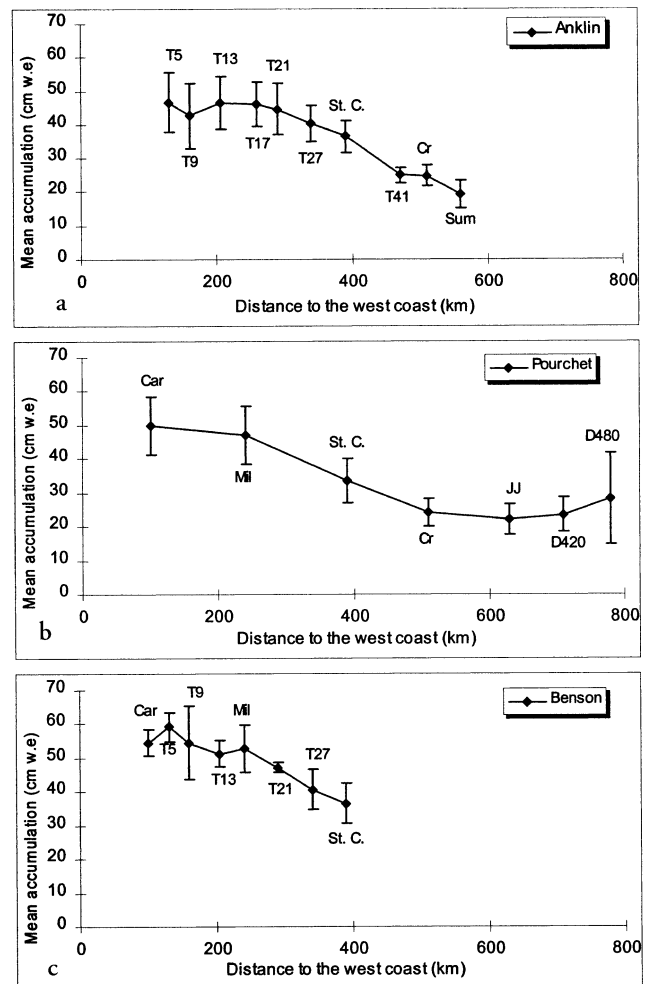 70
60
50
40
30
20
10
0
Mean accumulation (cm w.e)
Anklin
T5
T13
T21
St. C.
Cr
T9
T17
T27
T41
Sum
0 200 400 600 800
Distance to the west coast (km)
a
70
60
50
40
30
20
10
0
Mean accumulation (cm w.e)
Pourchet
Car
St. C.
D480
Mil
JJ
Cr
D420
0 200 400 600 800
Distance to the west coast (km)
b
70
60
50
40
30
20
10
0
Mean accumulation (cm w.e)
Benson
T9
Car
Mil
T5
T27
T13
T21
St. C.
0 200 400 600 800
Distance to the west coast (km)
c